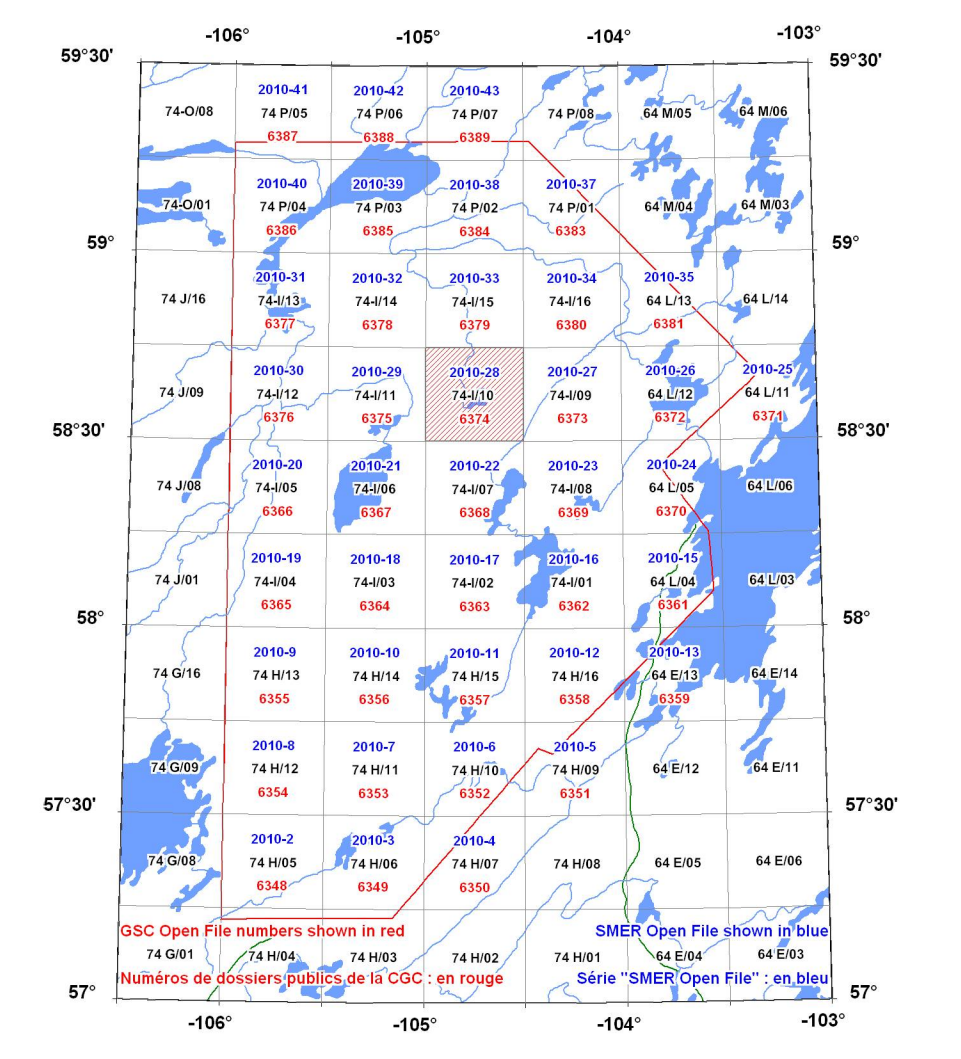 -106° -105° -104° -103°
59°30' 59°30'
2010-41 2010-42 2010-43
74-O/08 74 P/05 74 P/06 74 P/07 74 P/08 64 M/05 64 M/06
6387 6388 6389
2010-40 2010-39 2010-38 2010-37
74-O/01 74 P/04 74 P/03 74 P/02 74 P/01 64 M/04 64 M/03
6386 6385 6384 6383
59° 59°
2010-31 2010-32 2010-33 2010-34 2010-35
74 J/16 74-I/13 74-I/14 74-I/15 74-I/16 64 L/13 64 L/14
6377 6378 6379 6380 6381
2010-30 2010-29 2010-28 2010-27 2010-26 2010-25
74 J/09 74-I/12 74-I/11 74-I/10 74-I/09 64 L/12 64 L/11
6376 6375 6374 6373 6372 6371
58°30' 58°30'
2010-20 2010-21 2010-22 2010-23 2010-24
74 J/08 74-I/05 74-I/06 74-I/07 74-I/08 64 L/05 64 L/06
6366 6367 6368 6369 6370
2010-19 2010-18 2010-17 2010-16 2010-15
74 J/01 74-I/04 74-I/03 74-I/02 74-I/01 64 L/04 64 L/03
6365 6364 6363 6362 6361
58° 58°
2010-9 2010-10 2010-11 2010-12 2010-13
74 G/16 74 H/13 74 H/14 74 H/15 74 H/16 64 E/13 64 E/14
6355 6356 6357 6358 6359
2010-8 2010-7 2010-6 2010-5
74 G/09 74 H/12 74 H/11 74 H/10 74 H/09 64 E/12 64 E/11
6354 6353 6352 6351
57°30' 57°30'
2010-2 2010-3 2010-4
74 G/08 74 H/05 74 H/06 74 H/07 74 H/08 64 E/05 64 E/06
6348 6349 6350
GSC Open File numbers shown in red SMER Open File shown in blue
74 G/01 74 H/04 74 H/03 74 H/02 74 H/01 64 E/04 64 E/03
Numéros de dossiers publics de la CGC : en rouge Série "SMER Open File" : en bleu
57° 57°
-106° -105° -104° -103°